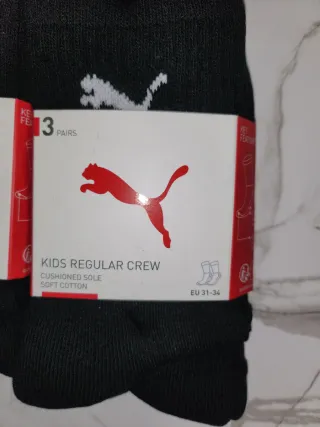 3 PAIRS
KIDS REGULAR CREW
CUSHIONED SOLE
SOFT COTTON
EU 31-34